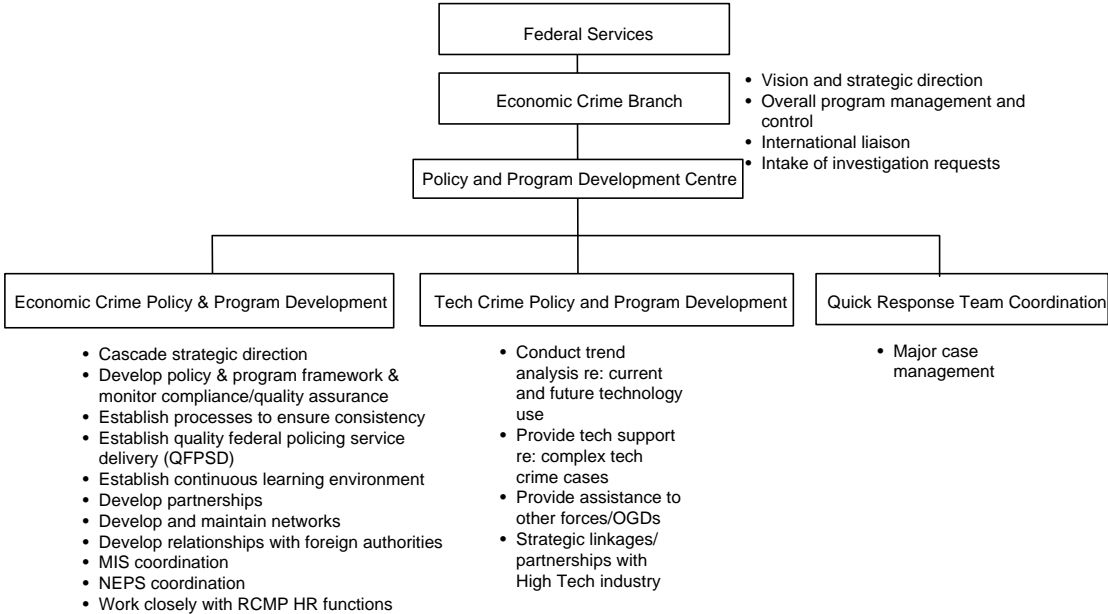 Federal Services
Economic Crime Branch
• Vision and strategic direction
• Overall program management and
control
• International liaison
• Intake of investigation requests
Policy and Program Development Centre
Economic Crime Policy & Program Development
Tech Crime Policy and Program Development
Quick Response Team Coordination
• Cascade strategic direction
• Develop policy & program framework &
monitor compliance/quality assurance
• Establish processes to ensure consistency
• Establish quality federal policing service
delivery (QFPSD)
• Establish continuous learning environment
• Develop partnerships
• Develop and maintain networks
• Develop relationships with foreign authorities
• MIS coordination
• NEPS coordination
• Work closely with RCMP HR functions
• Conduct trend
analysis re: current
and future technology
use
• Provide tech support
re: complex tech
crime cases
• Provide assistance to
other forces/OGDs
• Strategic linkages/
partnerships with
High Tech industry
• Major case
management